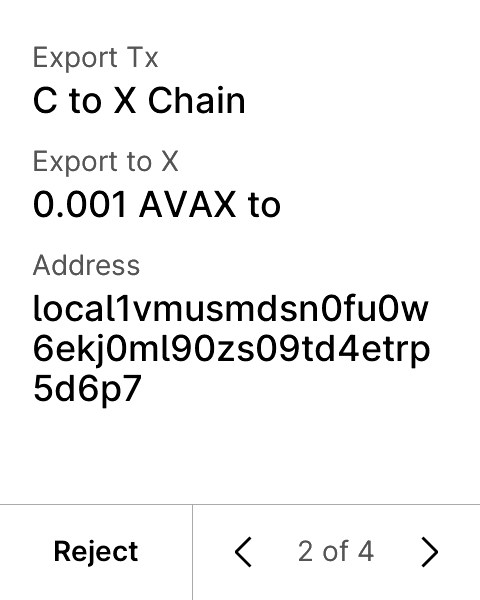 Export Tx
C to X Chain
Export to X
0.001 AVAX to
Address
local1vmusmdsn0fu0w
6ekj0ml90zs09td4etrp
5d6p7
Reject
2 of 4